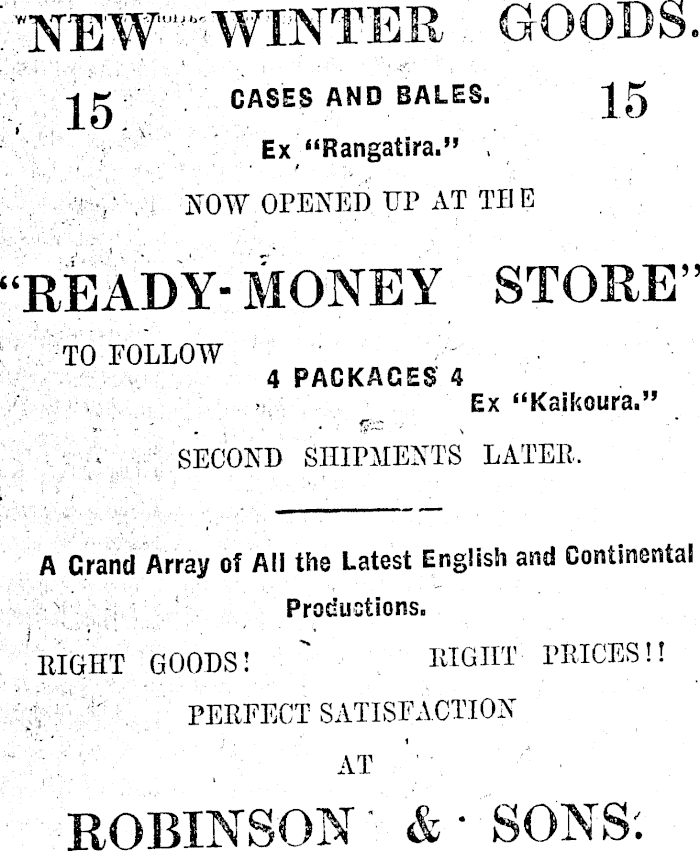 NEW WINTER GOODS.
15 CASES AND BALES. 15
Ex "Rangatira."
NOW OPENED UP AT THE
"READY-MONEY STORE"
TO FOLLOW
4 PACKAGES 4
Ex "Kaikoura."
SECOND SHIPMENTS LATER.
A Grand Array of All the Latest English and Continental
Productions.
RIGHT GOODS! RIGHT PRICES!!
PERFECT SATISFACTION
AT
ROBINSON & SONS.